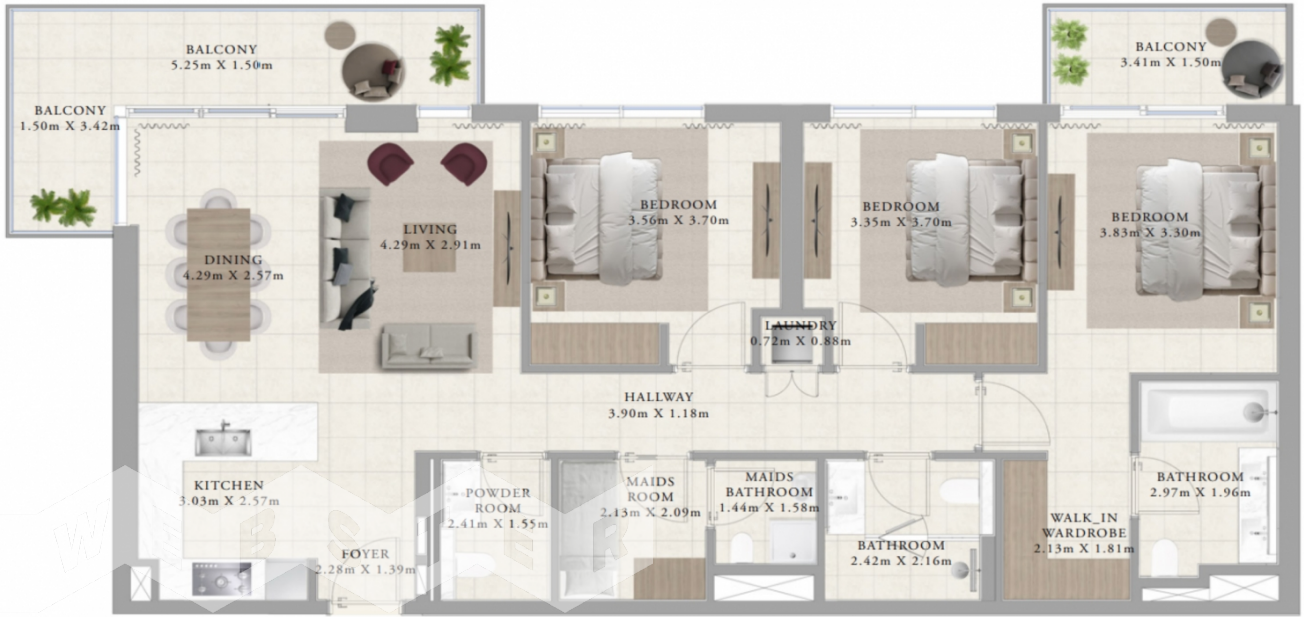 BALCONY
5.25m X 1.50m
BALCONY
3.41m X 1.50m
BALCONY
1.50m X 3.42m
BEDROOM
3.56m X 3.70m
BEDROOM
3.35m X 3.70m
BEDROOM
3.83m X 3.30m
LIVING
4.29m X 2.91m
DINING
4.29m X 2.57m
LAUNDRY
0.72m X 0.88m
HALLWAY
3.90m X 1.18m
KITCHEN
3.03m X 2.57m
POWDER
ROOM
2.41m X 1.55m
MAIDS
ROOM
2.13m X 2.09m
MAIDS
BATHROOM
1.44m X 1.58m
BATHROOM
2.97m X 1.96m
WALK_IN
WARDROBE
2.13m X 1.81m
BATHROOM
2.42m X 2.16m
FOYER
2.28m X 1.39m